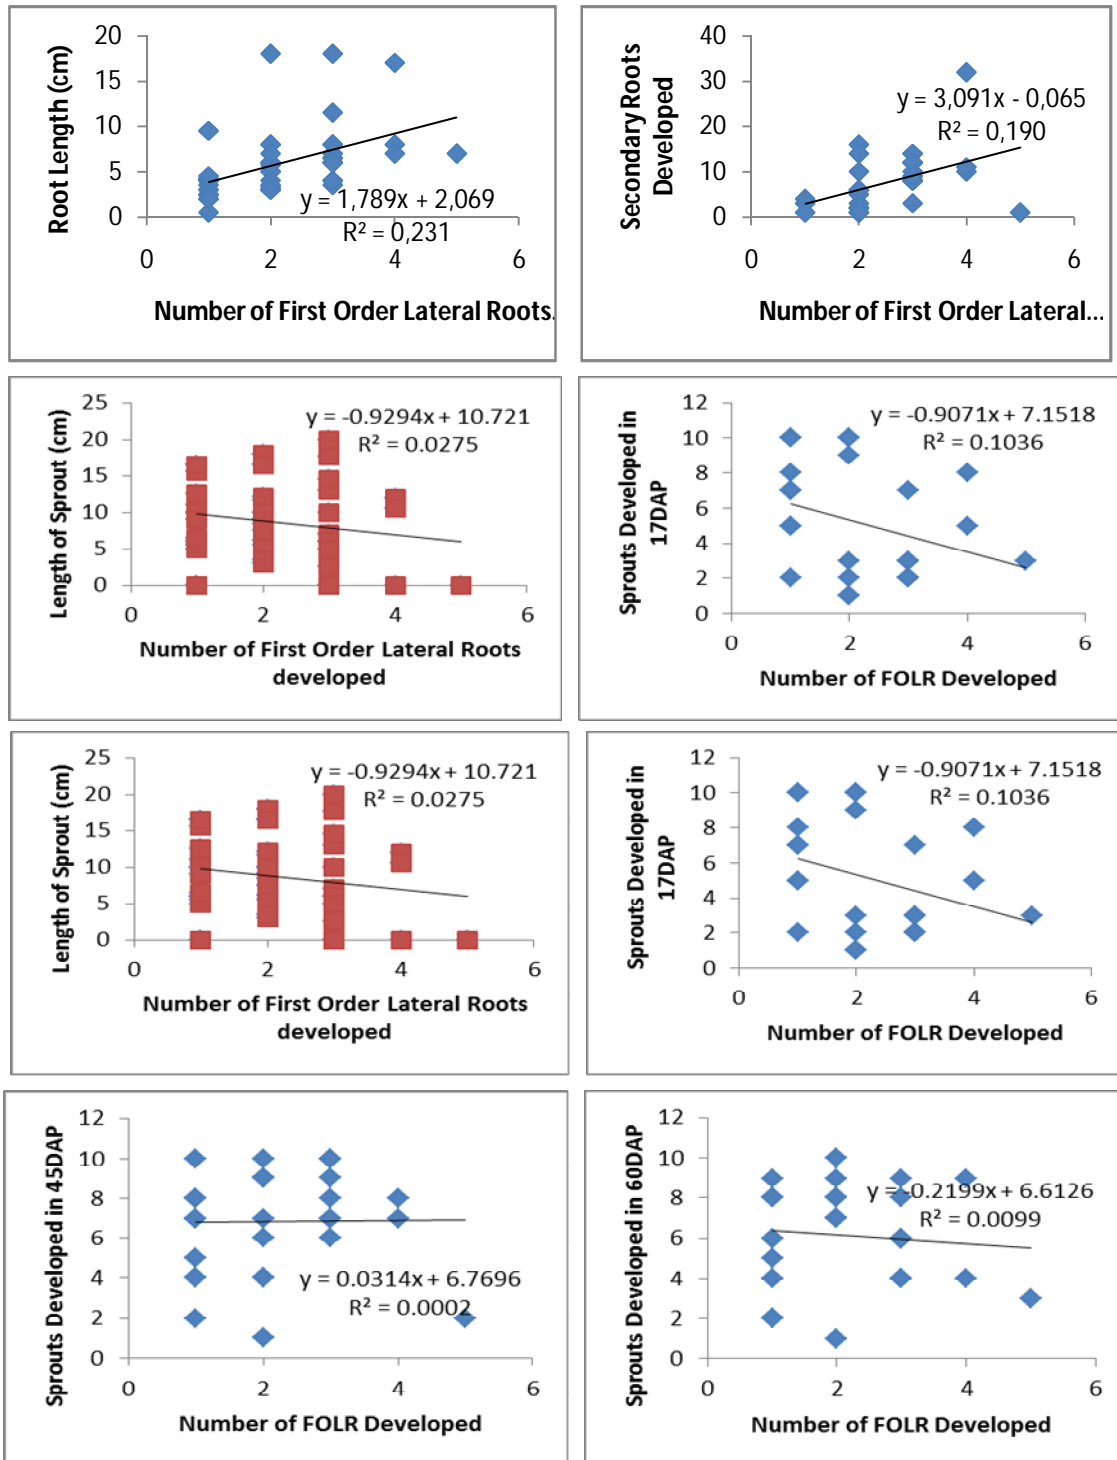 Root Length (cm)
20
15
10
5
0
y = 1,789x + 2,069
R² = 0,231
0 2 4 6
Number of First Order Lateral Roots.
Secondary Roots
Developed
40
30
20
10
0
y = 3,091x - 0,065
R² = 0,190
0 2 4 6
Number of First Order Lateral...
Length of Sprout (cm)
25
20
15
10
5
0
y = -0.9294x + 10.721
R² = 0.0275
0 2 4 6
Number of First Order Lateral Roots
developed
Sprouts Developed in
17DAP
12
10
8
6
4
2
0
y = -0.9071x + 7.1518
R² = 0.1036
0 2 4 6
Number of FOLR Developed
Length of Sprout (cm)
25
20
15
10
5
0
y = -0.9294x + 10.721
R² = 0.0275
0 2 4 6
Number of First Order Lateral Roots
developed
Sprouts Developed in
17DAP
12
10
8
6
4
2
0
y = -0.9071x + 7.1518
R² = 0.1036
0 2 4 6
Number of FOLR Developed
Sprouts Developed in 45DAP
12
10
8
6
4
2
0
y = 0.0314x + 6.7696
R² = 0.0002
0 2 4 6
Number of FOLR Developed
Sprouts Developed in 60DAP
12
10
8
6
4
2
0
y = -0.2199x + 6.6126
R² = 0.0099
0 2 4 6
Number of FOLR Developed